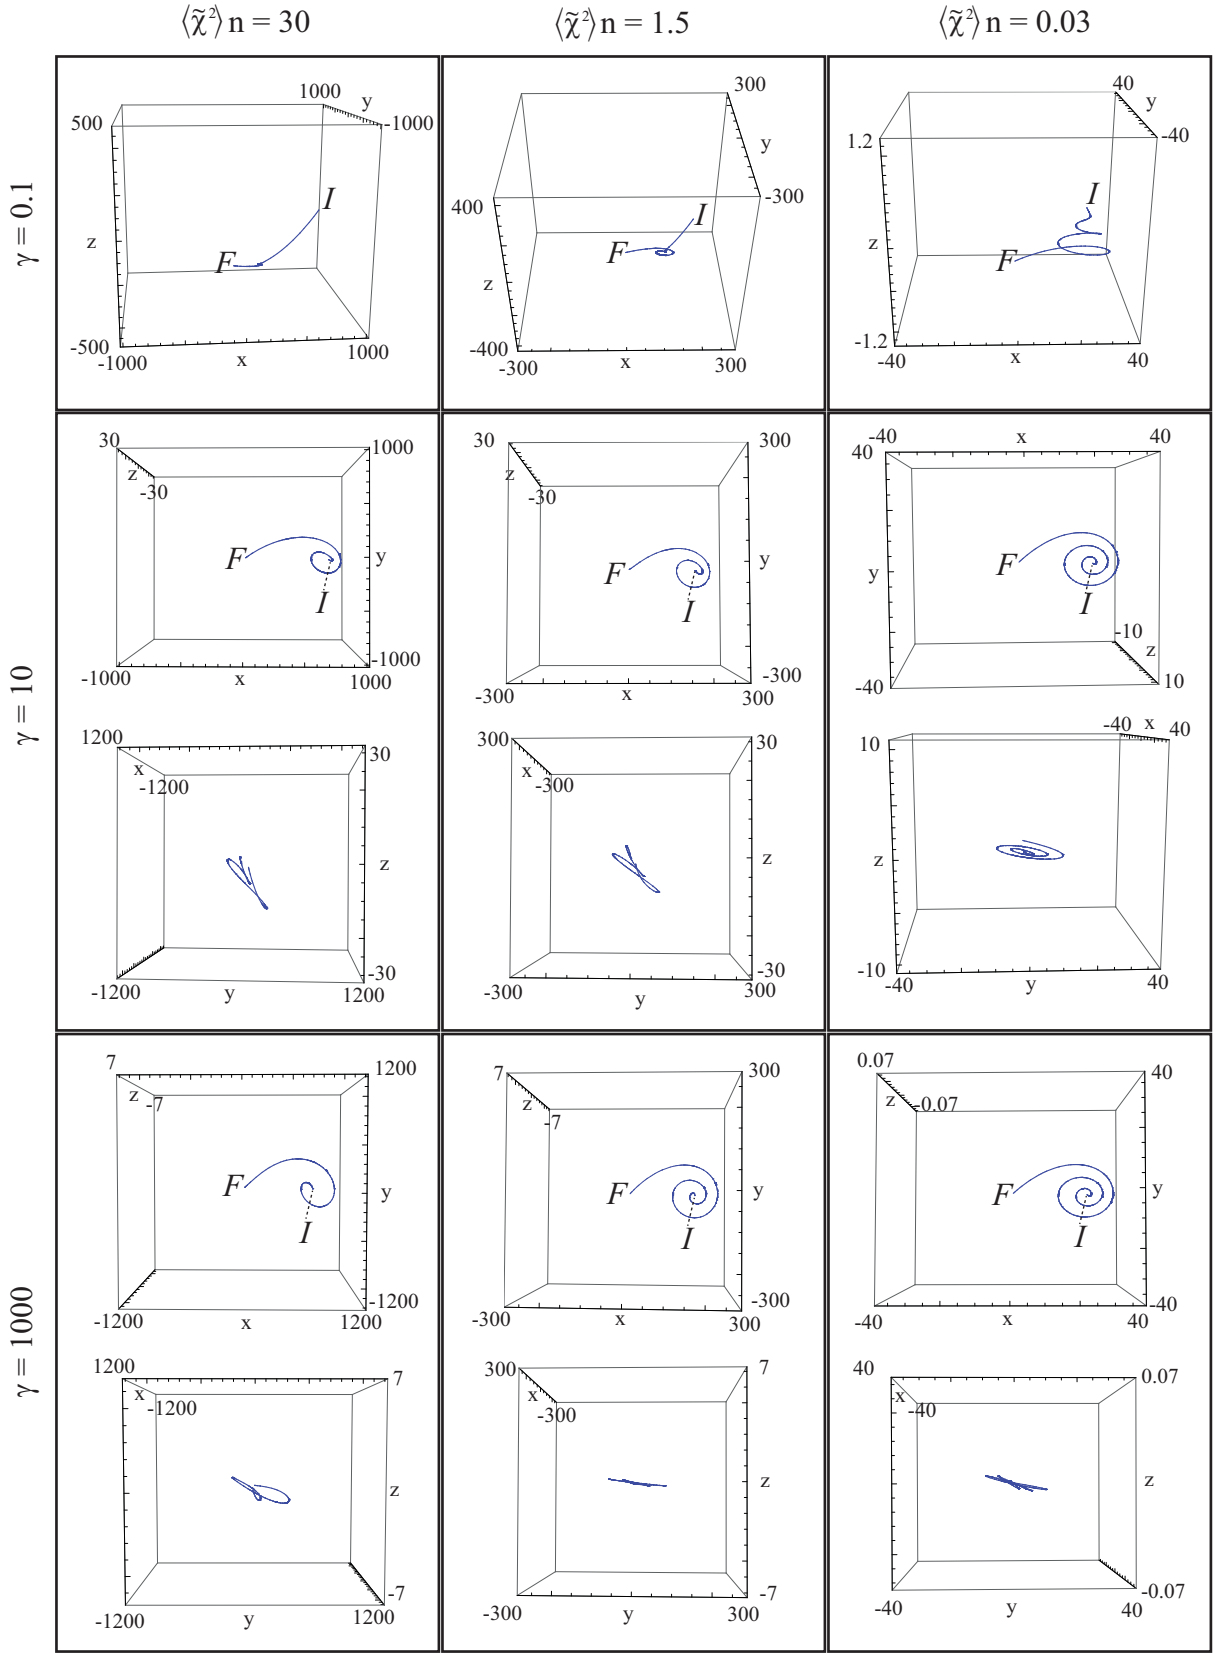 ⟨χ̃²⟩ n = 30
⟨χ̃²⟩ n = 1.5
⟨χ̃²⟩ n = 0.03
γ = 0.1
1000
y
500
-1000
I
z
F
-500
-1000
x
1000
300
y
400
-300
I
F
z
-400
-300
x
300
40
y
1.2
-40
I
z
F
-1.2
-40
x
40
γ = 10
30
1000
z
-30
F
y
I
-1000
-1000
x
1000
30
300
z
-30
F
y
I
-300
-300
x
300
-40
x
40
40
F
y
I
-10
z
-40
10
1200
30
x
-1200
z
-30
-1200
y
1200
300
30
x
-300
z
-30
-300
y
300
-40
x
40
10
z
-10
-40
y
40
γ = 1000
7
1200
z
-7
F
y
I
-1200
-1200
x
1200
7
300
z
-7
F
y
I
-300
-300
x
300
0.07
40
z
-0.07
F
y
I
-40
-40
x
40
1200
7
x
-1200
z
-7
-1200
y
1200
300
7
x
-300
z
-7
-300
y
300
40
0.07
x
-40
z
-0.07
-40
y
40